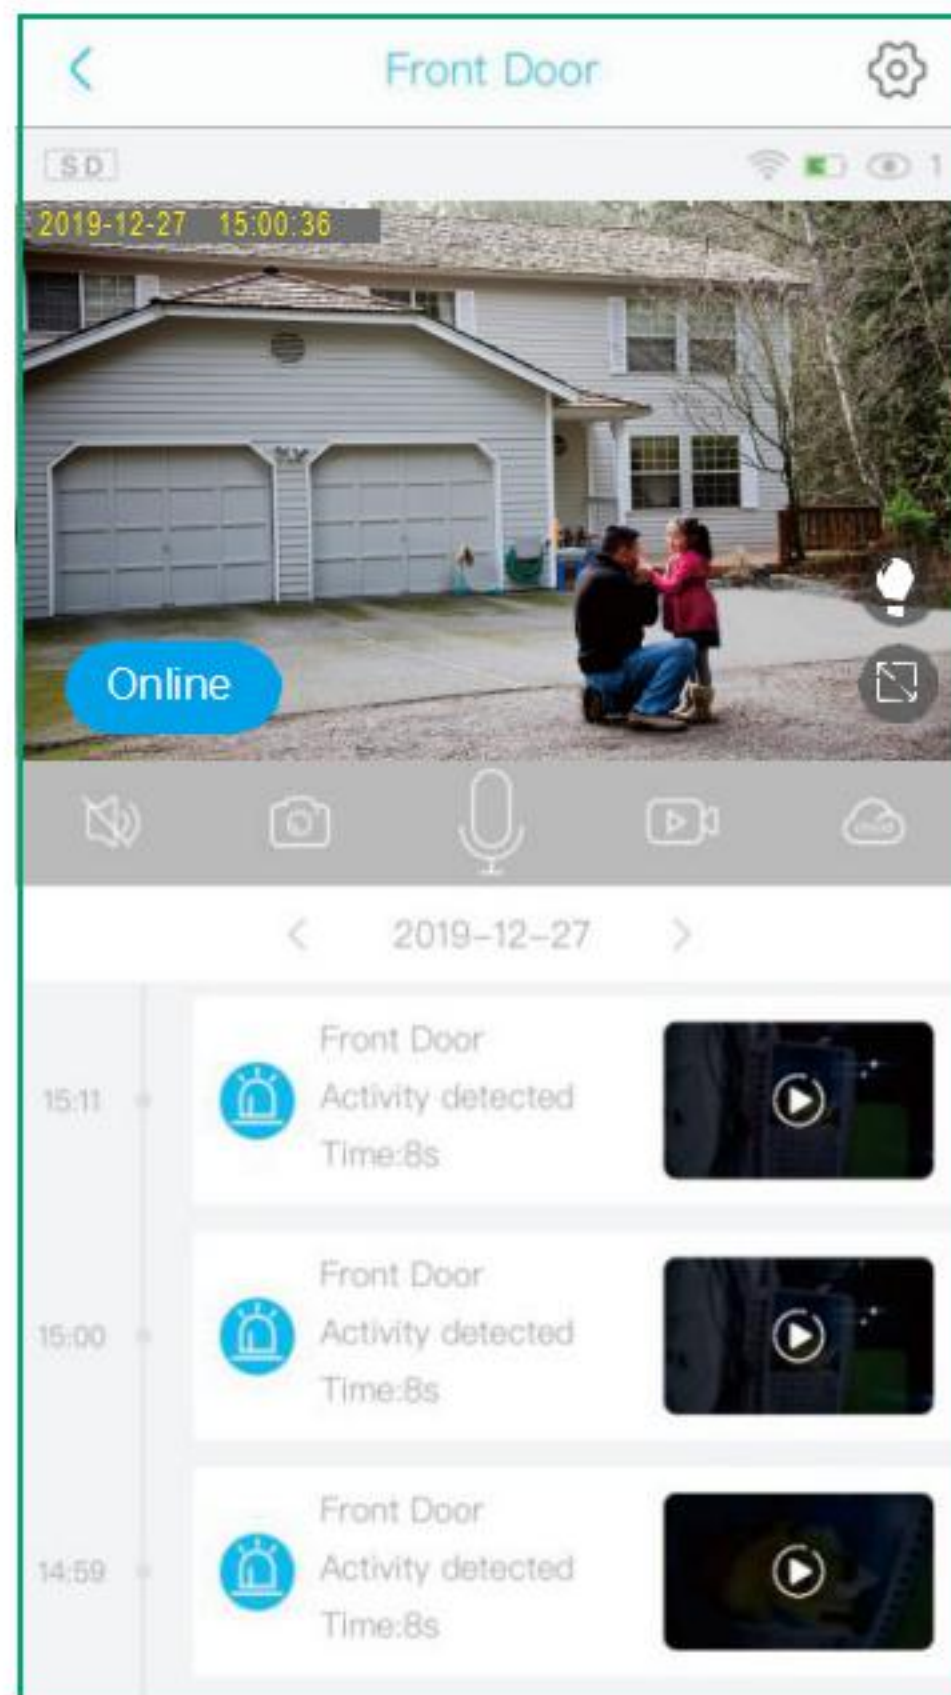 Front Door
SD
1
2019-12-27 15:00:36
Online
cloud
2019-12-27
15:11
Front Door
Activity detected
Time:8s
15:00
Front Door
Activity detected
Time:8s
14:59
Front Door
Activity detected
Time:8s